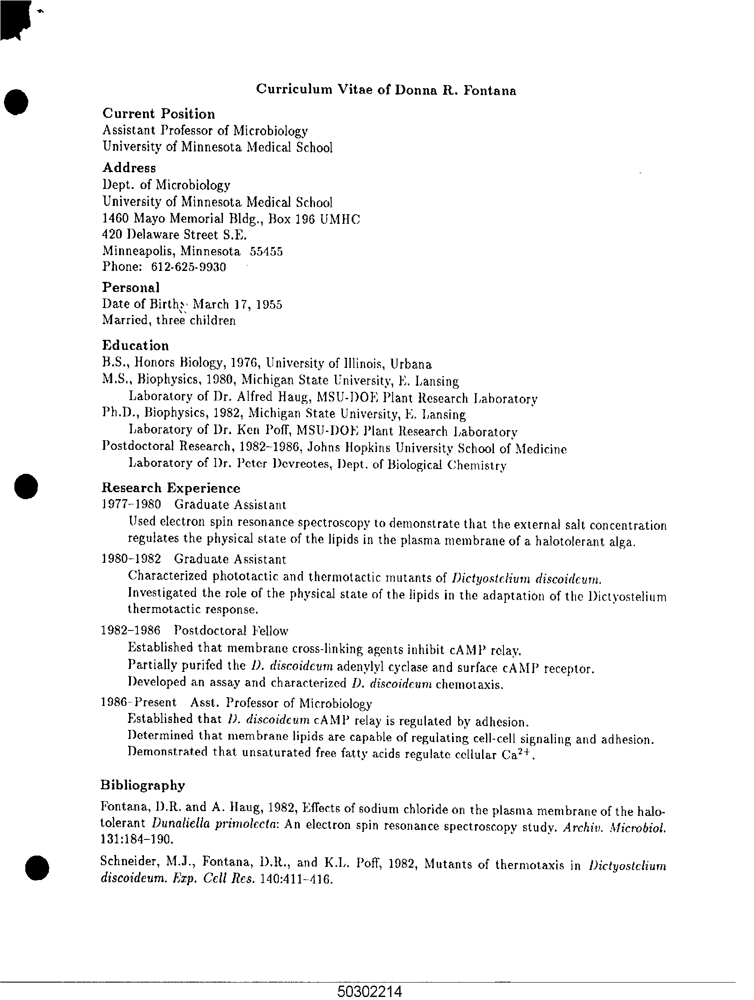 Curriculum Vitae of Donna R. Fontana
Current Position
Assistant Professor of Microbiology
University of Minnesota Medical School
Address
Dept. of Microbiology
University of Minnesota Medical School
1460 Mayo Memorial Bldg., Box 196 UMHC
420 Delaware Street S.E.
Minneapolis, Minnesota 55455
Phone: 612-625-9930
Personal
Date of Birth: March 17, 1955
Married, three children
Education
B.S., Honors Biology, 1976, University of Illinois, Urbana
M.S., Biophysics, 1980, Michigan State University, E. Lansing
Laboratory of Dr. Alfred Haug, MSU-DOE Plant Research Laboratory
Ph.D., Biophysics, 1982, Michigan State University, E. Lansing
Laboratory of Dr. Ken Poff, MSU-DOE Plant Research Laboratory
Postdoctoral Research, 1982–1986, Johns Hopkins University School of Medicine
Laboratory of Dr. Peter Devreotes, Dept. of Biological Chemistry
Research Experience
1977–1980 Graduate Assistant
Used electron spin resonance spectroscopy to demonstrate that the external salt concentration
regulates the physical state of the lipids in the plasma membrane of a halotolerant alga.
1980–1982 Graduate Assistant
Characterized phototactic and thermotactic mutants of Dictyostelium discoideum.
Investigated the role of the physical state of the lipids in the adaptation of the Dictyostelium
thermotactic response.
1982–1986 Postdoctoral Fellow
Established that membrane cross-linking agents inhibit cAMP relay.
Partially purifed the D. discoideum adenylyl cyclase and surface cAMP receptor.
Developed an assay and characterized D. discoideum chemotaxis.
1986–Present Asst. Professor of Microbiology
Established that D. discoideum cAMP relay is regulated by adhesion.
Determined that membrane lipids are capable of regulating cell-cell signaling and adhesion.
Demonstrated that unsaturated free fatty acids regulate cellular Ca²⁺.
Bibliography
Fontana, D.R. and A. Haug, 1982, Effects of sodium chloride on the plasma membrane of the halo-
tolerant Dunaliella primolecta: An electron spin resonance spectroscopy study. Archiv. Microbiol.
131:184–190.
Schneider, M.J., Fontana, D.R., and K.L. Poff, 1982, Mutants of thermotaxis in Dictyostelium
discoideum. Exp. Cell Res. 140:411–416.
50302214